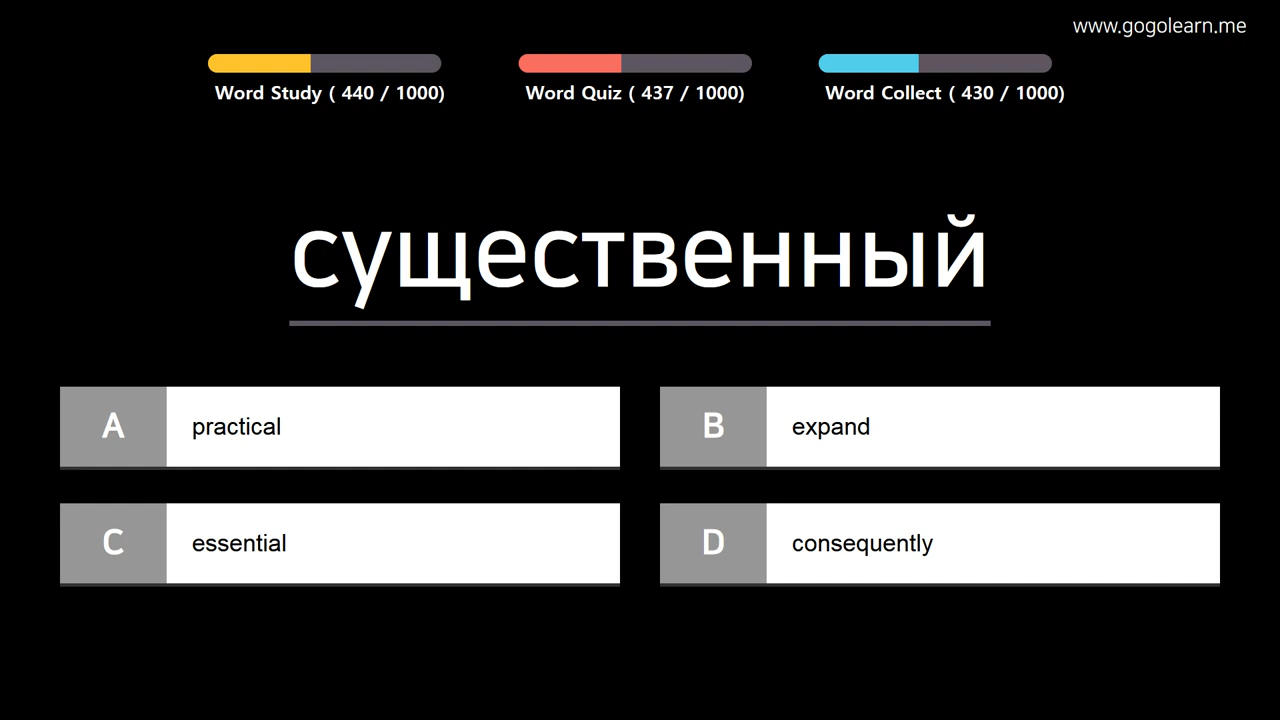 www.gogolearn.me
Word Study ( 440 / 1000)
Word Quiz ( 437 / 1000)
Word Collect ( 430 / 1000)
существенный
A practical
B expand
C essential
D consequently